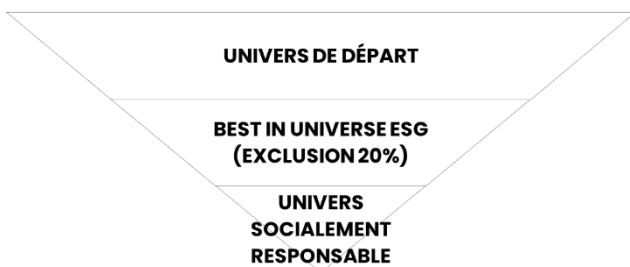 UNIVERS DE DÉPART
BEST IN UNIVERSE ESG
(EXCLUSION 20%)
UNIVERS
SOCIALEMENT
RESPONSABLE